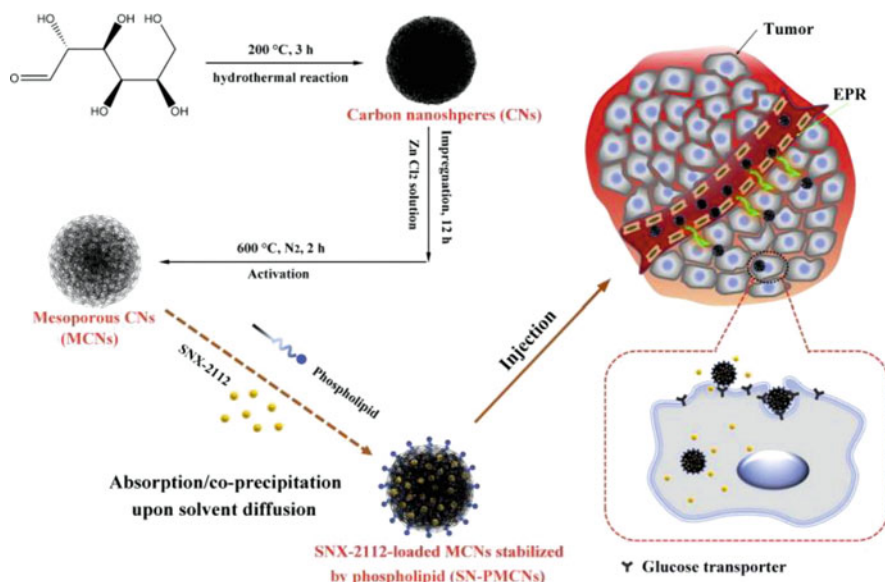 HO
OH
HO
O
HO
OH
200 °C, 3 h
hydrothermal reaction
Carbon nanoshperes (CNs)
Impregnation, 12 h
Zn Cl2 solution
600 °C, N2, 2 h
Activation
Mesoporous CNs
(MCNs)
SNX-2112
Phospholipid
Absorption/co-precipitation
upon solvent diffusion
SNX-2112-loaded MCNs stabilized
by phospholipid (SN-PMCNs)
Injection
Tumor
EPR
Glucose transporter